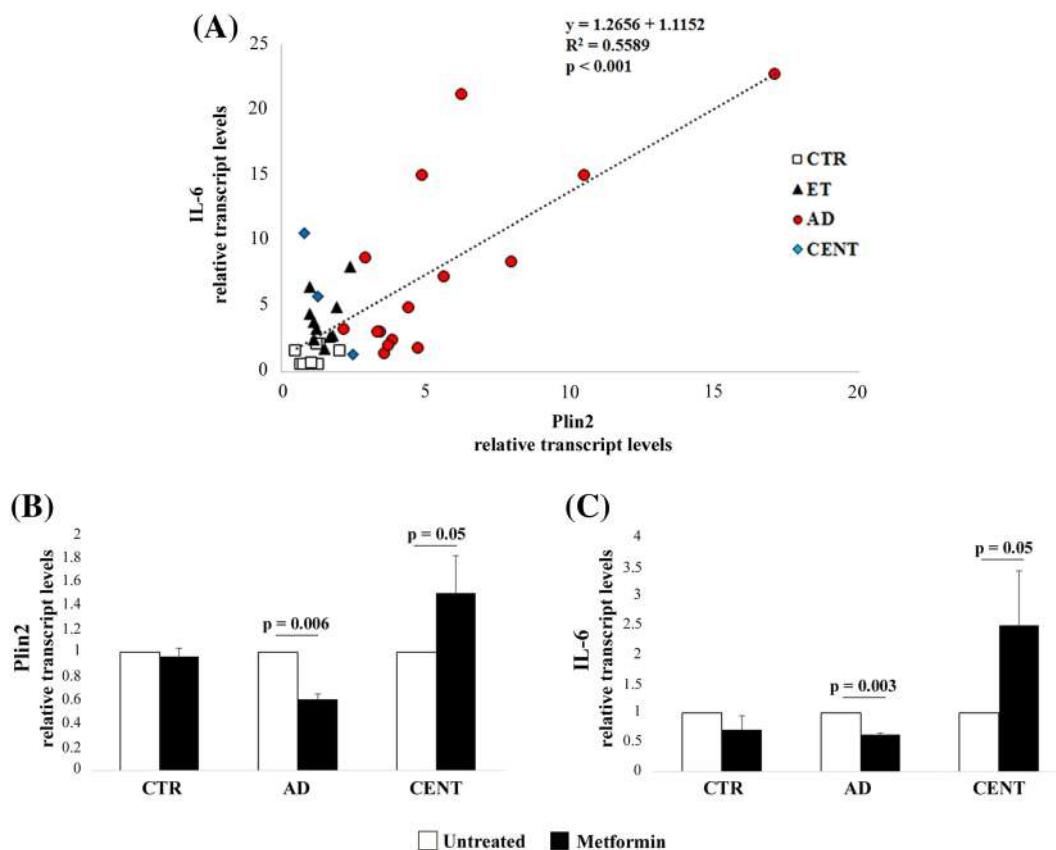 (A)
y = 1.2656 + 1.1152
R² = 0.5589
p < 0.001
25
20
15
10
5
0
IL-6
relative transcript levels
0 5 10 15 20
Plin2
relative transcript levels
CTR
ET
AD
CENT
(B)
2
1.8
1.6
1.4
1.2
1
0.8
0.6
0.4
0.2
0
Plin2
relative transcript levels
p = 0.006
p = 0.05
CTR AD CENT
(C)
4
3.5
3
2.5
2
1.5
1
0.5
0
IL-6
relative transcript levels
p = 0.003
p = 0.05
CTR AD CENT
Untreated Metformin